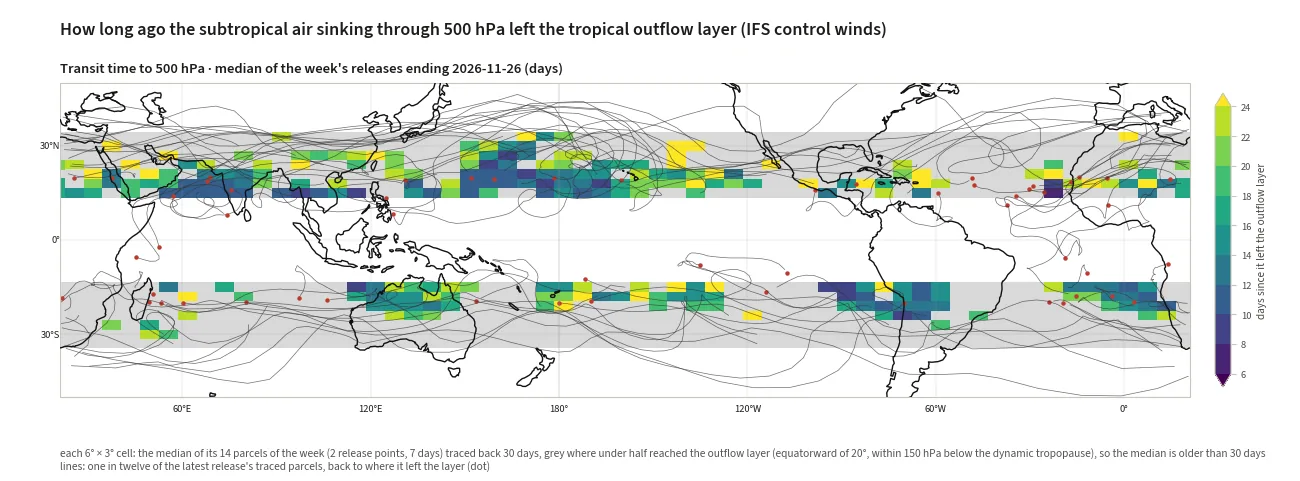 How long ago the subtropical air sinking through 500 hPa left the tropical outflow layer (IFS control winds)
Transit time to 500 hPa · median of the week's releases ending 2026-11-26 (days)
30°N
0°
30°S
60°E
120°E
180°
120°W
60°W
0°
24
22
20
18
16
14
12
10
8
6
days since it left the outflow layer
each 6° × 3° cell: the median of its 14 parcels of the week (2 release points, 7 days) traced back 30 days, grey where under half reached the outflow layer (equatorward of 20°, within 150 hPa below the dynamic tropopause), so the median is older than 30 days
lines: one in twelve of the latest release's traced parcels, back to where it left the layer (dot)